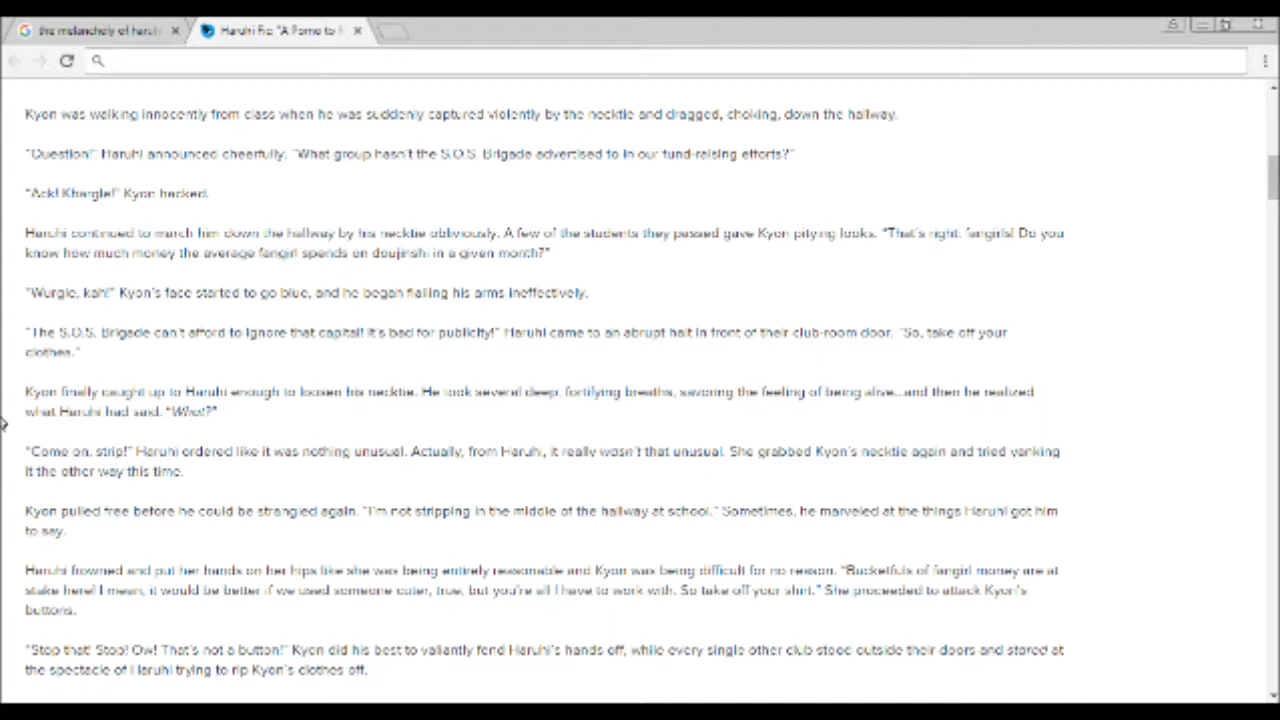 the melancholy of haruh
Haruhi Fic "A Porno to
Kyon was walking innocently from class when he was suddenly captured violently by the necktie and dragged, choking, down the hallway.
"Question!" Haruhi announced cheerfully. "What group hasn't the S.O.S. Brigade advertised to in our fund-raising efforts?"
"Ack! Khargle!" Kyon hacked.
Haruhi continued to march him down the hallway by his necktie obliviously. A few of the students they passed gave Kyon pitying looks. "That's right: fangirls! Do you
know how much money the average fangirl spends on doujinshi in a given month?"
"Wurgle, kah!" Kyon's face started to go blue, and he began flailing his arms ineffectively.
"The S.O.S. Brigade can't afford to ignore that capital! It's bad for publicity!" Haruhi came to an abrupt halt in front of their club-room door. "So, take off your
clothes."
Kyon finally caught up to Haruhi enough to loosen his necktie. He took several deep, fortifying breaths, savoring the feeling of being alive...and then he realized
what Haruhi had said. "What?"
"Come on, strip!" Haruhi ordered like it was nothing unusual. Actually, from Haruhi, it really wasn't that unusual. She grabbed Kyon's necktie again and tried yanking
it the other way this time.
Kyon pulled free before he could be strangled again. "I'm not stripping in the middle of the hallway at school." Sometimes, he marveled at the things Haruhi got him
to say.
Haruhi frowned and put her hands on her hips like she was being entirely reasonable and Kyon was being difficult for no reason. "Bucketfuls of fangirl money are at
stake here! I mean, it would be better if we used someone cuter, true, but you're all I have to work with. So take off your shirt." She proceeded to attack Kyon's
buttons.
"Stop that! Stop! Ow! That's not a button!" Kyon did his best to valiantly fend Haruhi's hands off, while every single other club stood outside their doors and stared at
the spectacle of Haruhi trying to rip Kyon's clothes off.